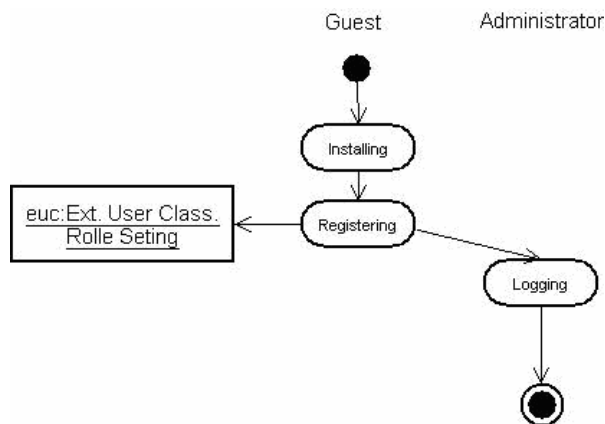 Guest Administrator
Installing
euc:Ext. User Class.
Rolle Seting
Registering
Logging